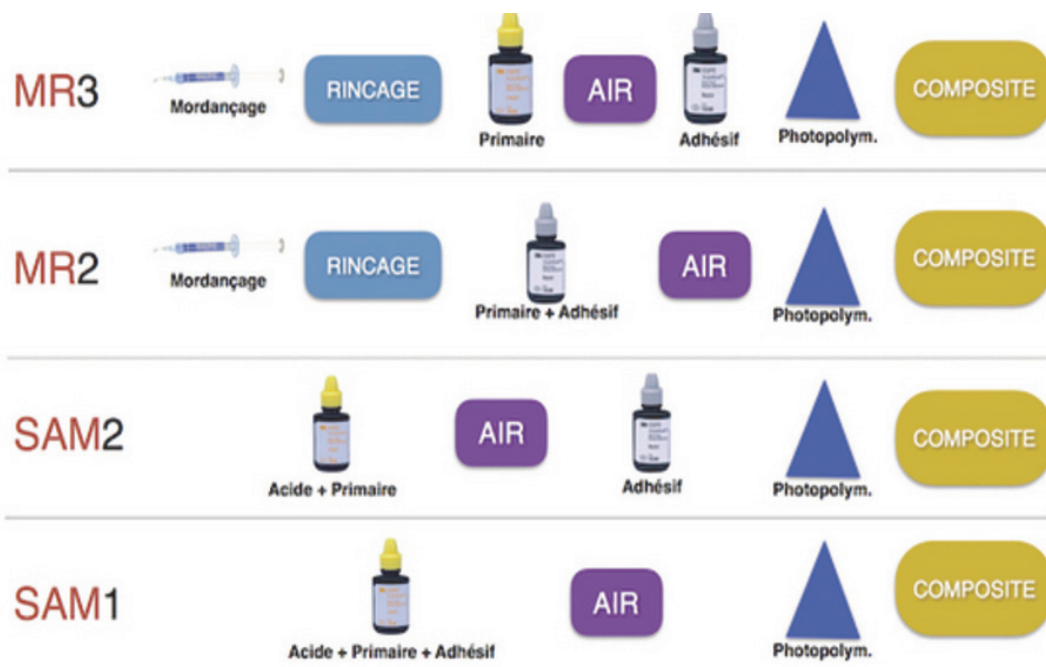 MR3
Mordançage
RINCAGE
Primaire
AIR
Adhésif
Photopolym.
COMPOSITE
MR2
Mordançage
RINCAGE
Primaire + Adhésif
AIR
Photopolym.
COMPOSITE
SAM2
Acide + Primaire
AIR
Adhésif
Photopolym.
COMPOSITE
SAM1
Acide + Primaire + Adhésif
AIR
Photopolym.
COMPOSITE